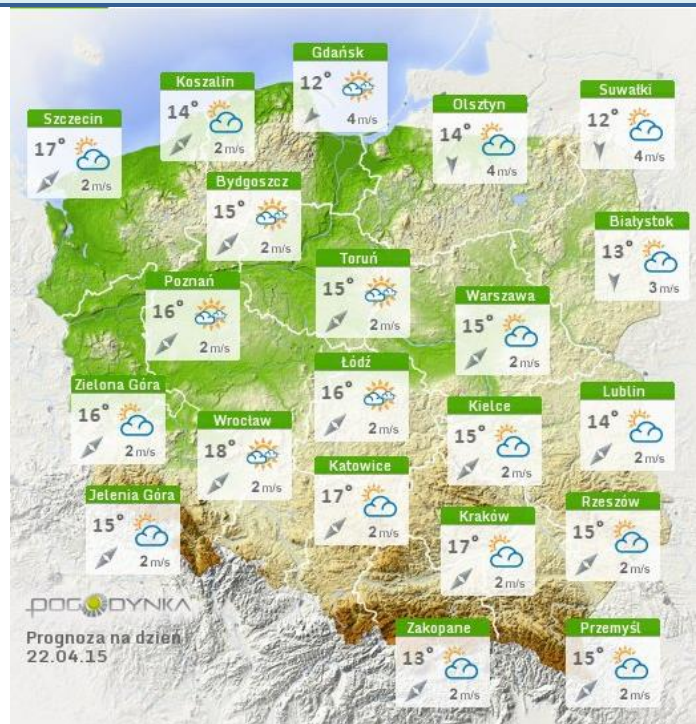 Gdańsk
12°
4 m/s
Koszalin
14°
2 m/s
Suwałki
12°
4 m/s
Olsztyn
14°
4 m/s
Szczecin
17°
2 m/s
Bydgoszcz
15°
2 m/s
Białystok
13°
3 m/s
Toruń
15°
2 m/s
Poznań
16°
2 m/s
Warszawa
15°
2 m/s
Łódź
16°
2 m/s
Zielona Góra
16°
2 m/s
Lublin
14°
2 m/s
Kielce
15°
2 m/s
Wrocław
18°
2 m/s
Katowice
17°
2 m/s
Jelenia Góra
15°
2 m/s
Rzeszów
15°
2 m/s
Kraków
17°
2 m/s
POGODYNKA
Prognoza na dzień
22.04.15
Zakopane
13°
2 m/s
Przemyśl
15°
2 m/s